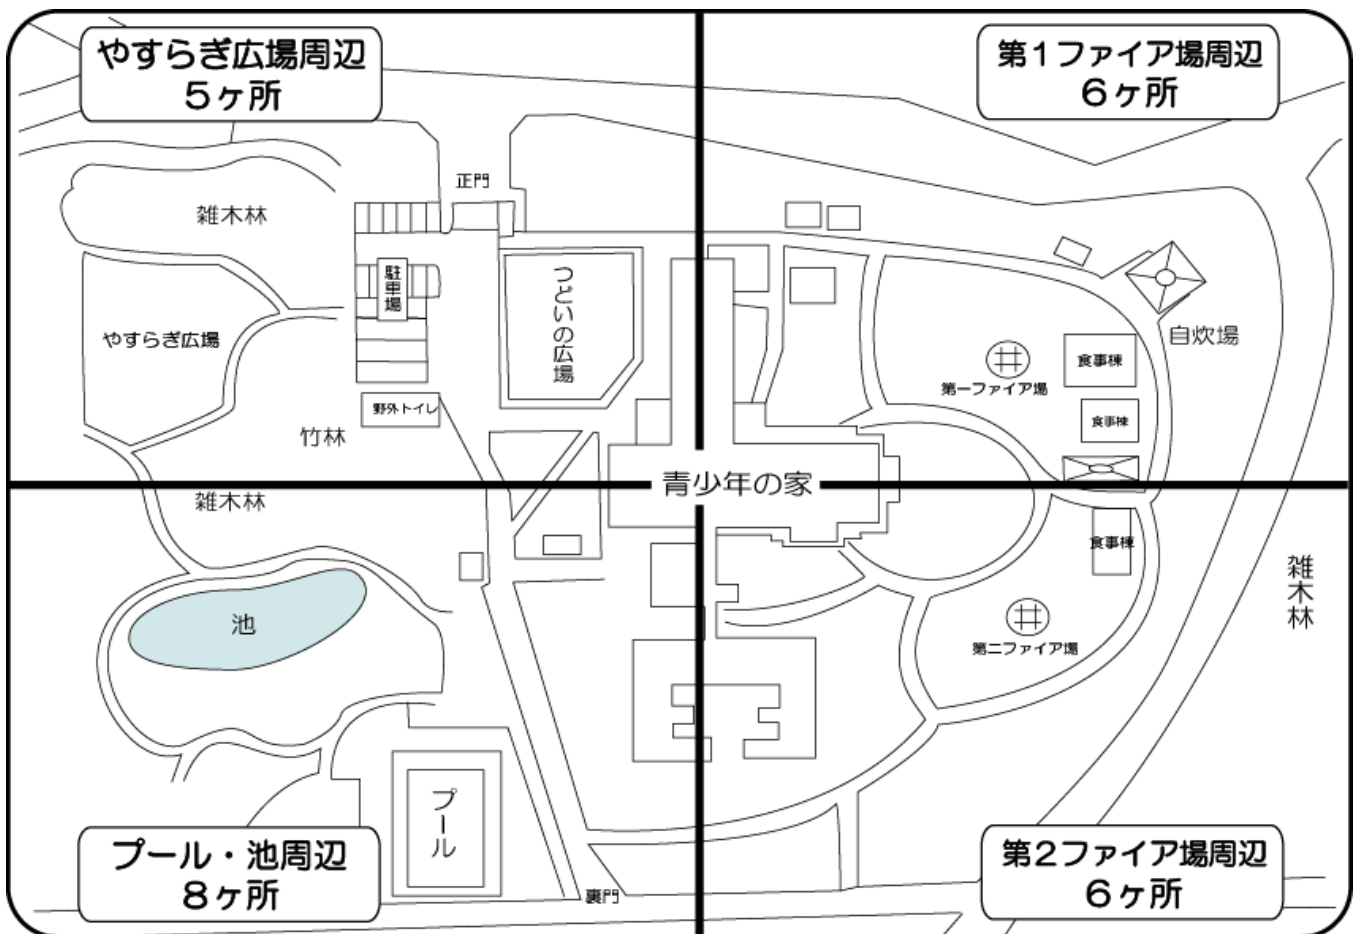 やすらぎ広場周辺
5ヶ所
第1ファイア場周辺
6ヶ所
正門
雑木林
駐車場
つどいの広場
やすらぎ広場
自炊場
第一ファイア場
食事棟
食事棟
野外トイレ
竹林
青少年の家
雑木林
食事棟
雑木林
池
第二ファイア場
プール
プール・池周辺
8ヶ所
裏門
第2ファイア場周辺
6ヶ所